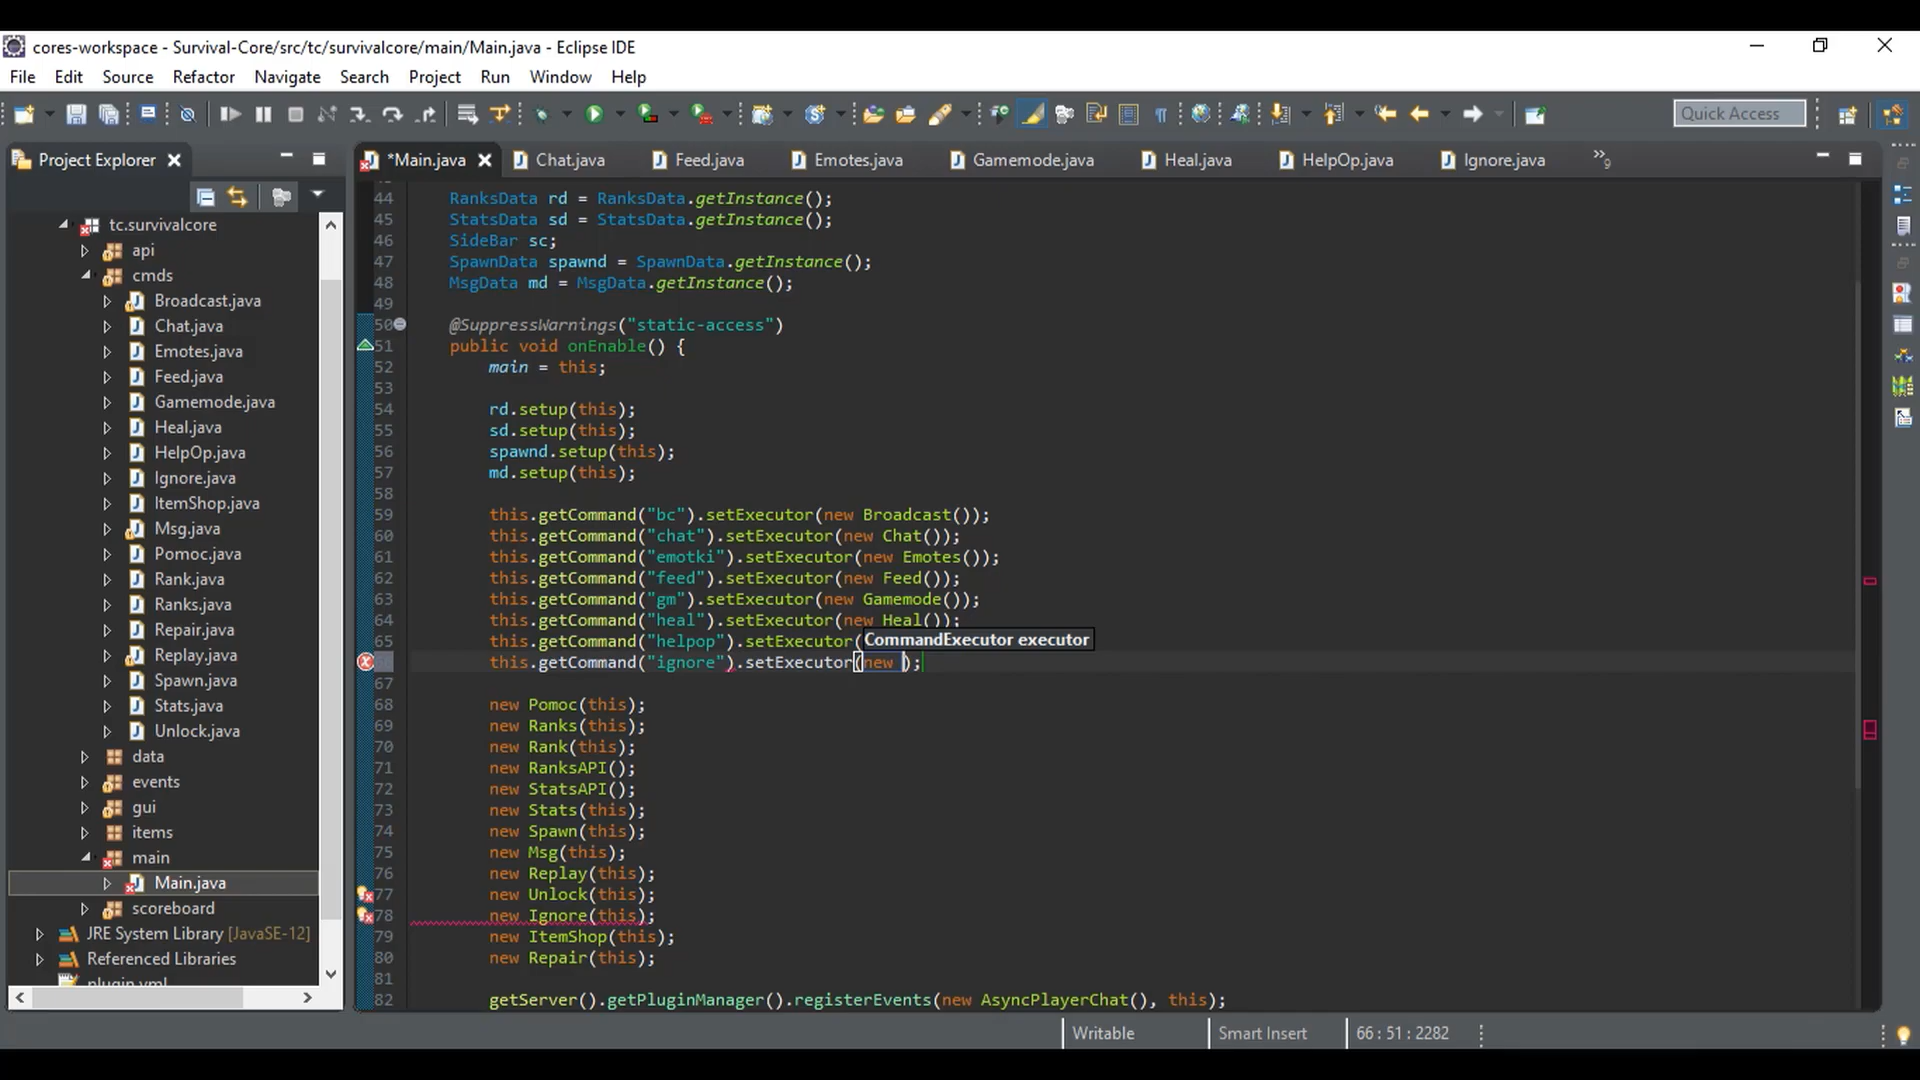 cores-workspace - Survival-Core/src/tc/survivalcore/main/Main.java - Eclipse IDE
File Edit Source Refactor Navigate Search Project Run Window Help
Quick Access
Project Explorer
*Main.java Chat.java Feed.java Emotes.java Gamemode.java Heal.java HelpOp.java Ignore.java »9
tc.survivalcore
api
cmds
Broadcast.java
Chat.java
Emotes.java
Feed.java
Gamemode.java
Heal.java
HelpOp.java
Ignore.java
ItemShop.java
Msg.java
Pomoc.java
Rank.java
Ranks.java
Repair.java
Replay.java
Spawn.java
Stats.java
Unlock.java
data
events
gui
items
main
Main.java
scoreboard
JRE System Library [JavaSE-12]
Referenced Libraries
plugin.yml
44 RanksData rd = RanksData.getInstance();
45 StatsData sd = StatsData.getInstance();
46 SideBar sc;
47 SpawnData spawnd = SpawnData.getInstance();
48 MsgData md = MsgData.getInstance();
49
50 @SuppressWarnings("static-access")
51 public void onEnable() {
52 main = this;
53
54 rd.setup(this);
55 sd.setup(this);
56 spawnd.setup(this);
57 md.setup(this);
58
59 this.getCommand("bc").setExecutor(new Broadcast());
60 this.getCommand("chat").setExecutor(new Chat());
61 this.getCommand("emotki").setExecutor(new Emotes());
62 this.getCommand("feed").setExecutor(new Feed());
63 this.getCommand("gm").setExecutor(new Gamemode());
64 this.getCommand("heal").setExecutor(new Heal());
65 this.getCommand("helpop").setExecutor(
CommandExecutor executor
this.getCommand("ignore").setExecutor(new );
67
68 new Pomoc(this);
69 new Ranks(this);
70 new Rank(this);
71 new RanksAPI();
72 new StatsAPI();
73 new Stats(this);
74 new Spawn(this);
75 new Msg(this);
76 new Replay(this);
77 new Unlock(this);
78 new Ignore(this);
79 new ItemShop(this);
80 new Repair(this);
81
82 getServer().getPluginManager().registerEvents(new AsyncPlayerChat(), this);
Writable Smart Insert 66 : 51 : 2282